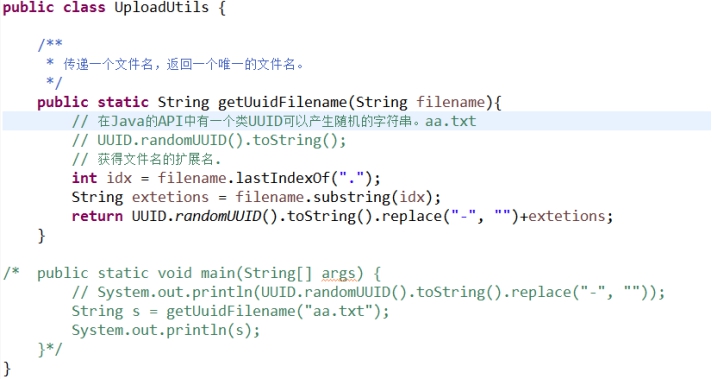 public class UploadUtils {
/**
* 传递一个文件名，返回一个唯一的文件名。
*/
public static String getUuidFilename(String filename){
// 在Java的API中有一个类UUID可以产生随机的字符串。aa.txt
// UUID.randomUUID().toString();
// 获得文件名的扩展名.
int idx = filename.lastIndexOf(".");
String extetions = filename.substring(idx);
return UUID.randomUUID().toString().replace("-", "")+extetions;
}
/* public static void main(String[] args) {
// System.out.println(UUID.randomUUID().toString().replace("-", ""));
String s = getUuidFilename("aa.txt");
System.out.println(s);
}*/
}